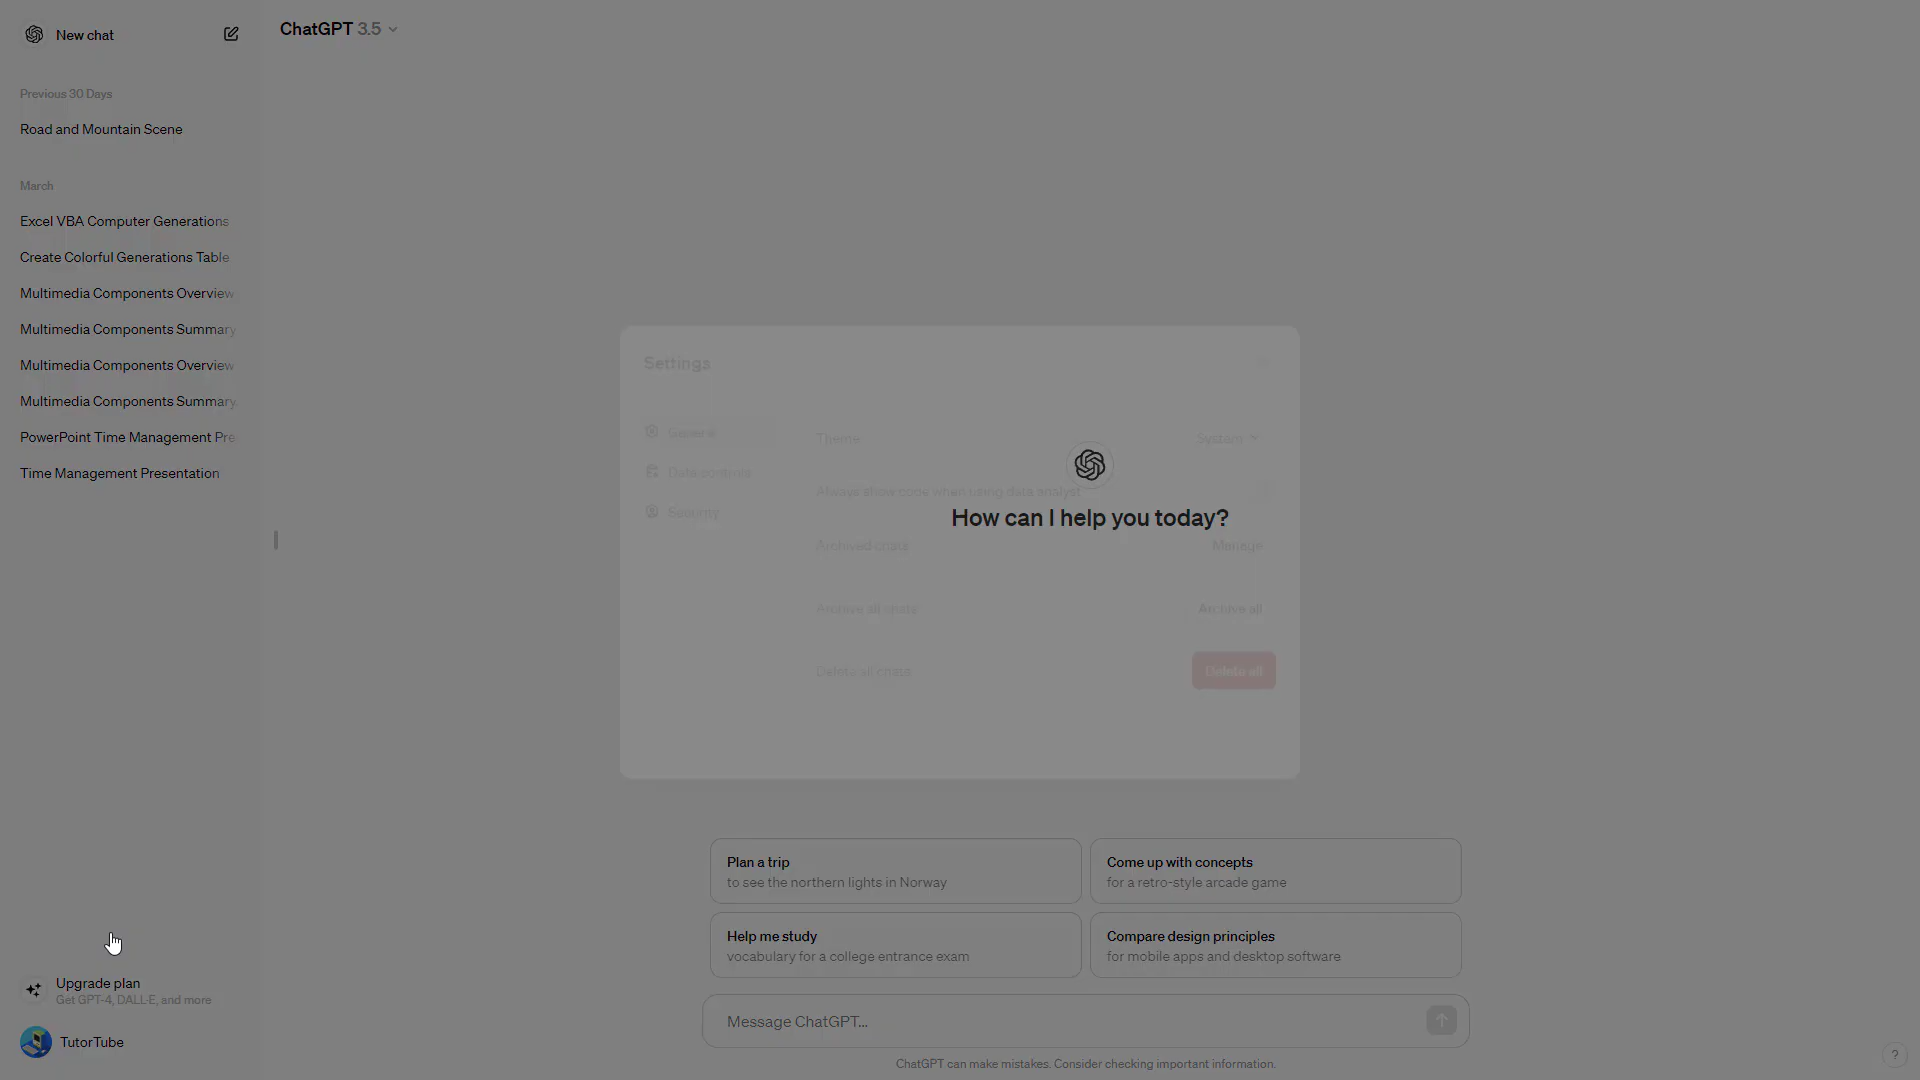 New chat
ChatGPT 3.5
Previous 30 Days
Road and Mountain Scene
March
Excel VBA Computer Generations
Create Colorful Generations Table
Multimedia Components Overview
Multimedia Components Summary
Multimedia Components Overview
Multimedia Components Summary
PowerPoint Time Management Pre
Time Management Presentation
Settings
General
Data controls
Security
Theme
System
Always show code when using data analyst
How can I help you today?
Archived chats
Manage
Archive all chats
Archive all
Delete all chats
Delete all
Plan a trip
to see the northern lights in Norway
Come up with concepts
for a retro-style arcade game
Help me study
vocabulary for a college entrance exam
Compare design principles
for mobile apps and desktop software
Upgrade plan
Get GPT-4, DALL·E, and more
TutorTube
Message ChatGPT...
ChatGPT can make mistakes. Consider checking important information.
?